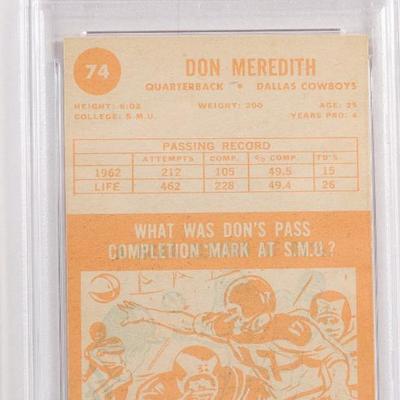 74
DON MEREDITH
QUARTERBACK • DALLAS COWBOYS
HEIGHT: 6:02 WEIGHT: 200 AGE: 25
COLLEGE: S.M.U. YEARS PRO: 4
PASSING RECORD
ATTEMPTS COMP. % COMP. TD'S
1962 212 105 49.5 15
LIFE 462 228 49.4 26
WHAT WAS DON'S PASS
COMPLETION MARK AT S.M.U.?
17